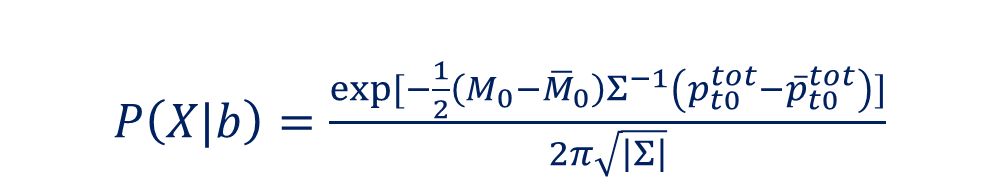 P(X|b) = exp[−1/2(M₀−M̄₀)Σ⁻¹(p_{t0}^{tot}−p̄_{t0}^{tot})] / 2π√|Σ|